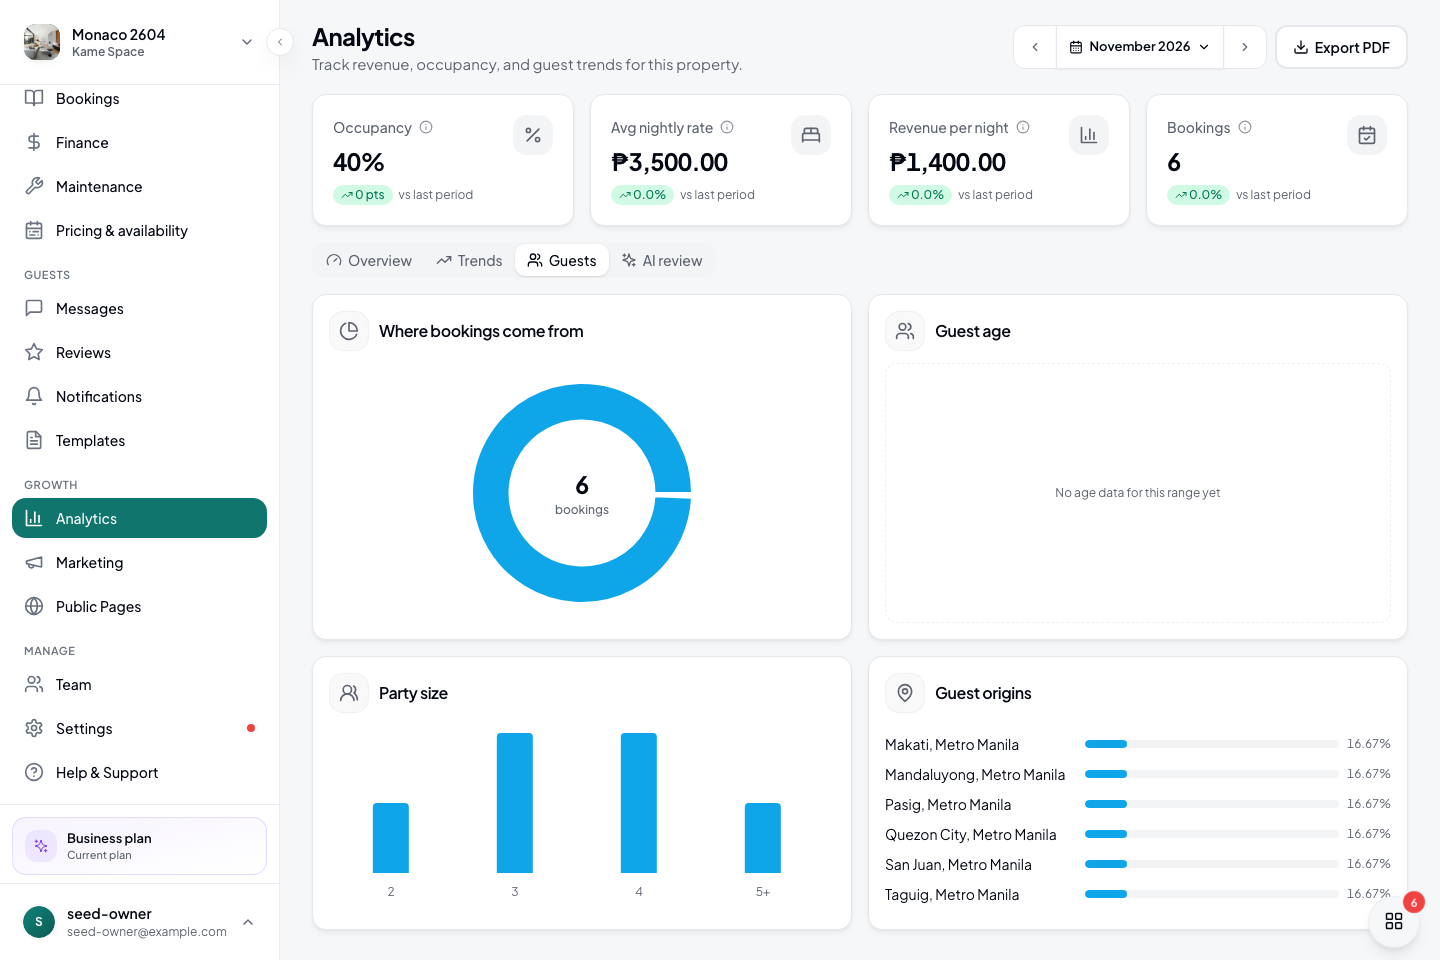 Monaco 2604
Kame Space
Bookings
Finance
Maintenance
Pricing & availability
GUESTS
Messages
Reviews
Notifications
Templates
GROWTH
Analytics
Marketing
Public Pages
MANAGE
Team
Settings
Help & Support
Business plan
Current plan
S
seed-owner
seed-owner@example.com
Analytics
Track revenue, occupancy, and guest trends for this property.
November 2026
Export PDF
Occupancy
40%
0 pts vs last period
Avg nightly rate
₱3,500.00
0.0% vs last period
Revenue per night
₱1,400.00
0.0% vs last period
Bookings
6
0.0% vs last period
Overview
Trends
Guests
AI review
Where bookings come from
6
bookings
Guest age
No age data for this range yet
Party size
2 3 4 5+
Guest origins
Makati, Metro Manila 16.67%
Mandaluyong, Metro Manila 16.67%
Pasig, Metro Manila 16.67%
Quezon City, Metro Manila 16.67%
San Juan, Metro Manila 16.67%
Taguig, Metro Manila 16.67%
6